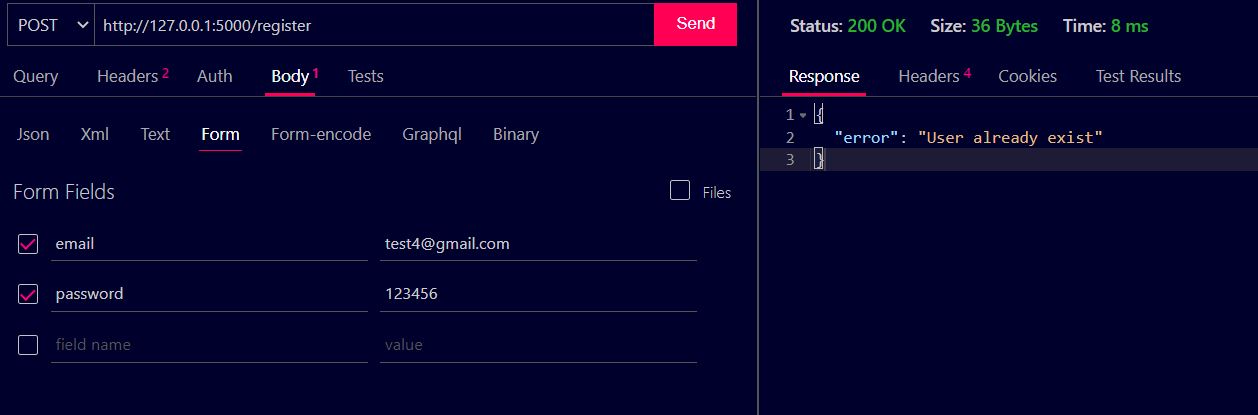 POST http://127.0.0.1:5000/register Send
Status: 200 OK Size: 36 Bytes Time: 8 ms
Query Headers 2 Auth Body 1 Tests
Response Headers 4 Cookies Test Results
Json Xml Text Form Form-encode Graphql Binary
1 {
2 "error": "User already exist"
3 }
Form Fields Files
email test4@gmail.com
password 123456
field name value